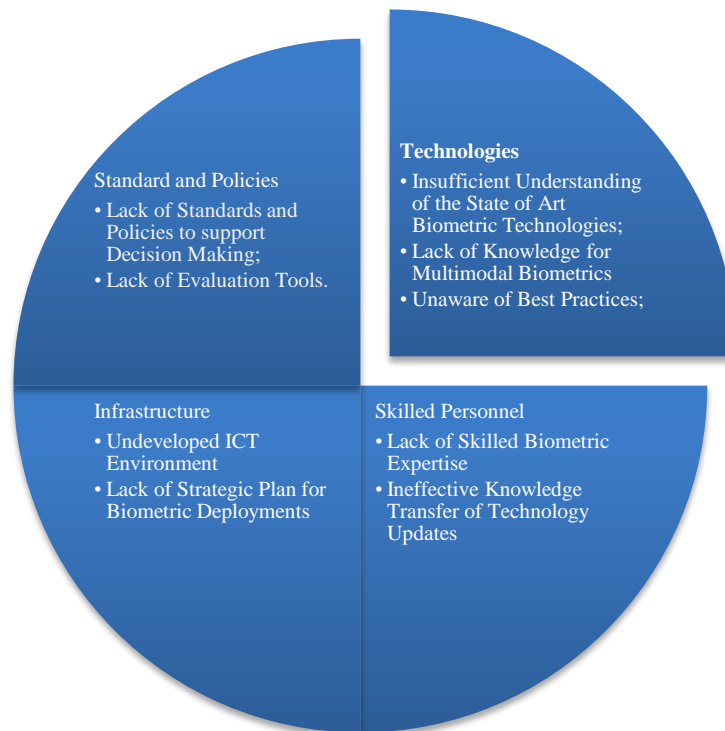 Standard and Policies
• Lack of Standards and
Policies to support
Decision Making;
• Lack of Evaluation Tools.
Technologies
• Insufficient Understanding
of the State of Art
Biometric Technologies;
• Lack of Knowledge for
Multimodal Biometrics
• Unaware of Best Practices;
Infrastructure
• Undeveloped ICT
Environment
• Lack of Strategic Plan for
Biometric Deployments
Skilled Personnel
• Lack of Skilled Biometric
Expertise
• Ineffective Knowledge
Transfer of Technology
Updates